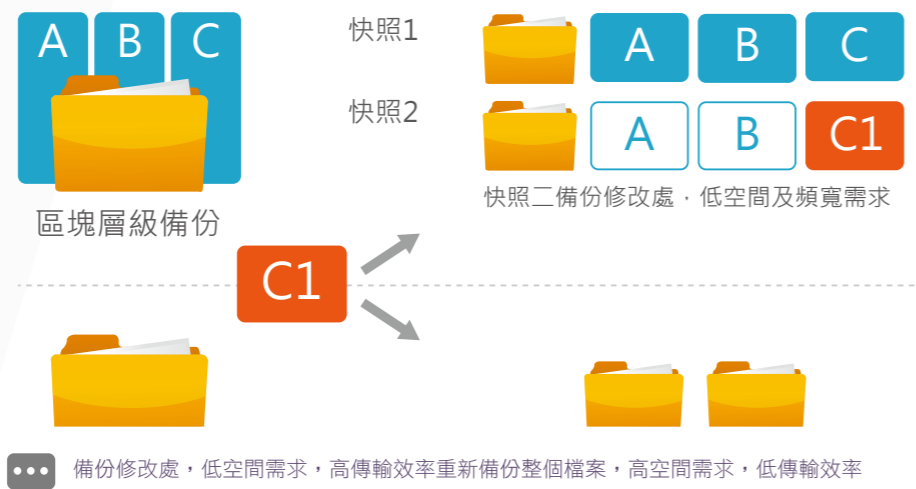 A B C
區塊層級備份
快照1
A B C
快照2
A B C1
快照二備份修改處，低空間及頻寬需求
C1
備份修改處，低空間需求，高傳輸效率重新備份整個檔案，高空間需求，低傳輸效率